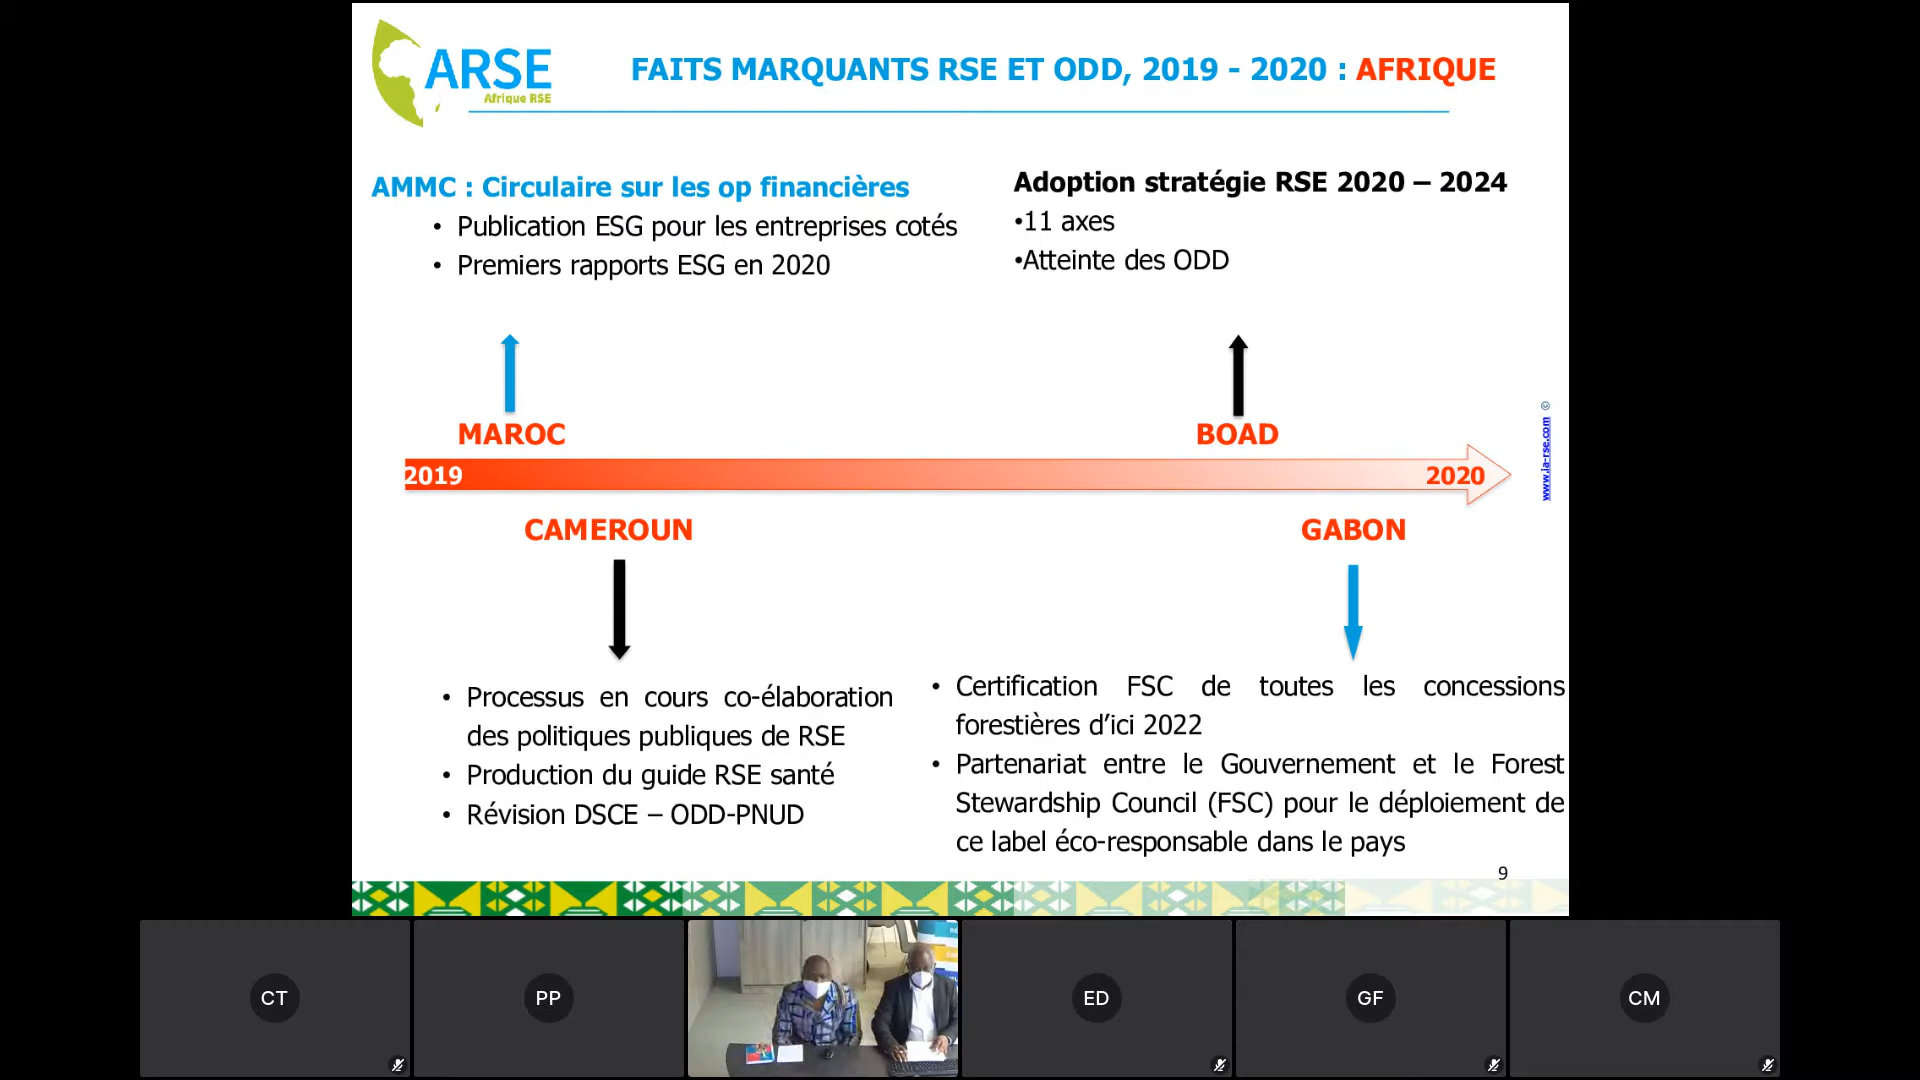 ARSE
Afrique RSE
FAITS MARQUANTS RSE ET ODD, 2019 - 2020 : AFRIQUE
AMMC : Circulaire sur les op financières
• Publication ESG pour les entreprises cotés
• Premiers rapports ESG en 2020
Adoption stratégie RSE 2020 – 2024
•11 axes
•Atteinte des ODD
MAROC
BOAD
2019
2020
CAMEROUN
GABON
www.ia-rse.com ©
• Processus en cours co-élaboration
des politiques publiques de RSE
• Production du guide RSE santé
• Révision DSCE – ODD-PNUD
• Certification FSC de toutes les concessions
forestières d’ici 2022
• Partenariat entre le Gouvernement et le Forest
Stewardship Council (FSC) pour le déploiement de
ce label éco-responsable dans le pays
9
CT
PP
ED
GF
CM